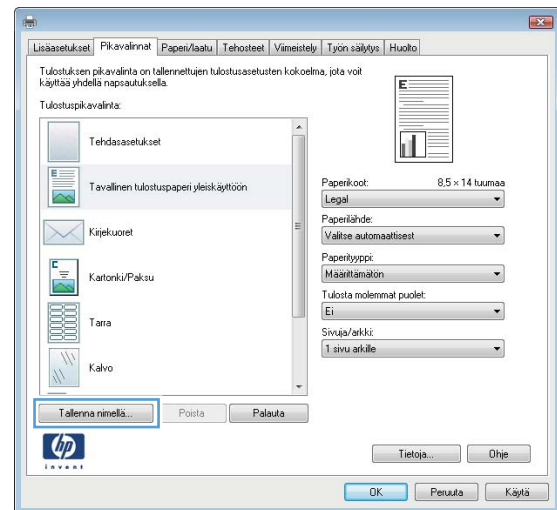 Lisäasetukset Pikavalinnat Paperi/laatu Tehosteet Viimeistely Työn säilytys Huolto
Tulostuksen pikavalinta on tallennettujen tulostusasetusten kokoelma, jota voit
käyttää yhdellä napsautuksella.
Tulostuspikavalinta:
Tehdasasetukset
Tavallinen tulostuspaperi yleiskäyttöön
Kirjekuoret
Kartonki/Paksu
Tarra
Kalvo
Tallenna nimellä... Poista Palauta
E
Paperikoot: 8,5 × 14 tuumaa
Legal
Paperilähde:
Valitse automaattisest
Paperityyppi:
Määrittämätön
Tulosta molemmat puolet:
Ei
Sivuja/arkki:
1 sivu arkille
hp
invent
Tietoja... Ohje
OK Peruuta Käytä